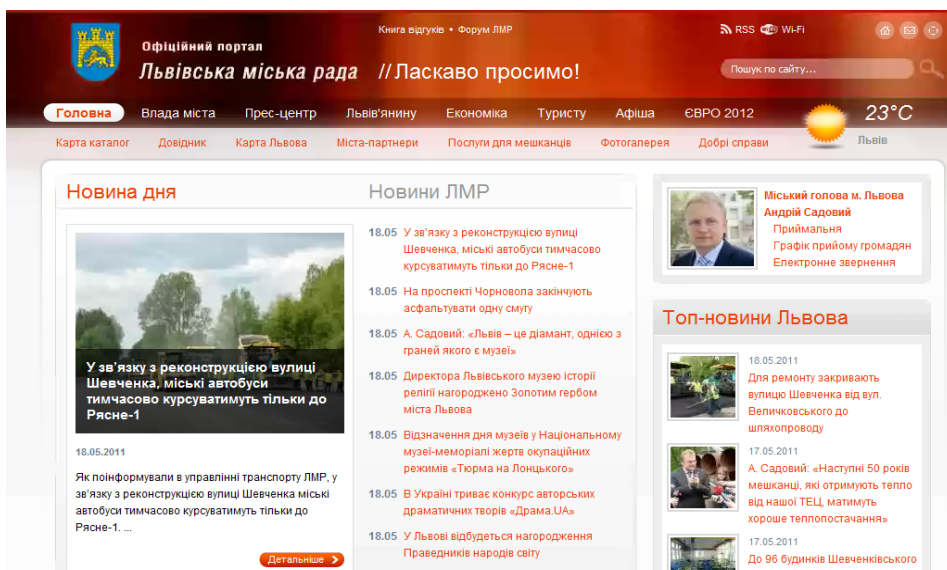 Книга відгуків • Форум ЛМР
RSS Wi-Fi
Офіційний портал
Львівська міська рада //Ласкаво просимо!
Пошук по сайту...
Головна Влада міста Прес-центр Львів'янину Економіка Туристу Афіша ЄВРО 2012 23°C
Карта каталог Довідник Карта Львова Міста-партнери Послуги для мешканців Фотогалерея Добрі справи Львів
Новина дня
У зв'язку з реконструкцією вулиці
Шевченка, міські автобуси
тимчасово курсуватимуть тільки до
Рясне-1
18.05.2011
Як поінформували в управлінні транспорту ЛМР, у
зв'язку з реконструкцією вулиці Шевченка міські
автобуси тимчасово курсуватимуть тільки до
Рясне-1. ...
Детальніше
Новини ЛМР
18.05 У зв'язку з реконструкцією вулиці
Шевченка, міські автобуси тимчасово
курсуватимуть тільки до Рясне-1
18.05 На проспекті Чорновола закінчують
асфальтувати одну смугу
18.05 А. Садовий: «Львів – це діамант, однією з
граней якого є музеї»
18.05 Директора Львівського музею історії
релігії нагороджено Золотим гербом
міста Львова
18.05 Відзначення дня музеїв у Національному
музеї-меморіалі жертв окупаційних
режимів «Тюрма на Лонцького»
18.05 В Україні триває конкурс авторських
драматичних творів «Драма.UA»
18.05 У Львові відбудеться нагородження
Праведників народів світу
Міський голова м. Львова
Андрій Садовий
Приймальня
Графік прийому громадян
Електронне звернення
Топ-новини Львова
18.05.2011
Для ремонту закривають
вулицю Шевченка від вул.
Величковського до
шляхопроводу
17.05.2011
А. Садовий: «Наступні 50 років
мешканці, які отримують тепло
від нашої ТЕЦ, матимуть
хороше теплопостачання»
17.05.2011
До 96 будинків Шевченківського